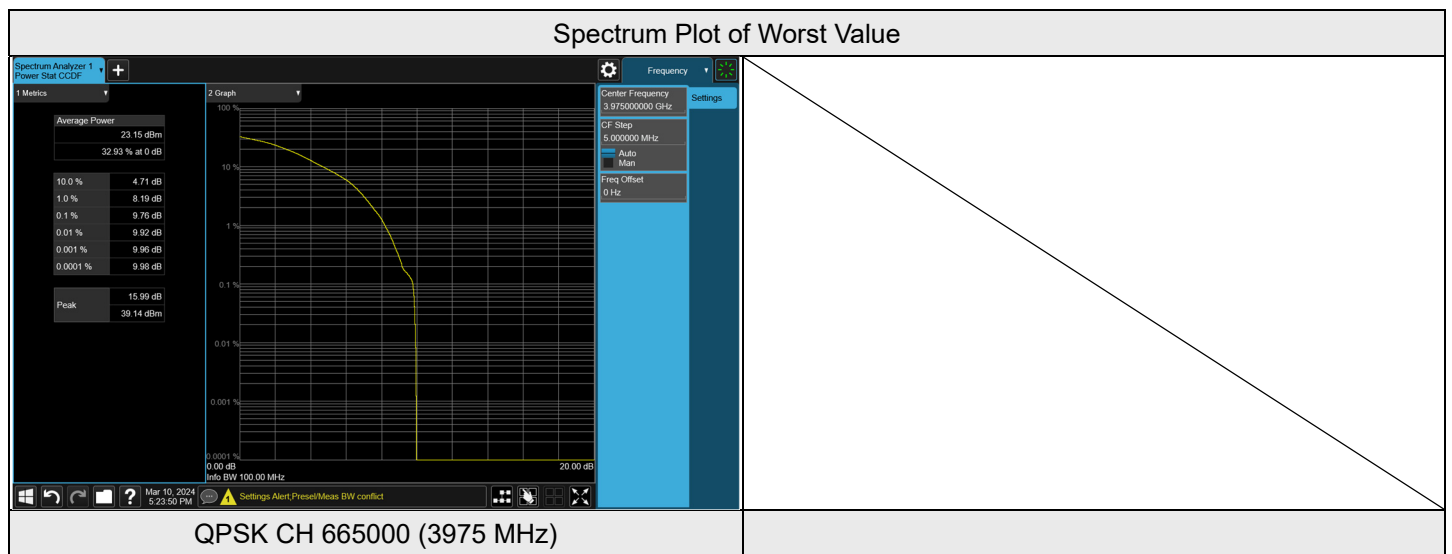 Spectrum Plot of Worst Value
Spectrum Analyzer 1
Power Stat CCDF
+
Frequency
1 Metrics
2 Graph
Center Frequency
3.975000000 GHz
Settings
CF Step
5.000000 MHz
Auto
Man
Freq Offset
0 Hz
Average Power
23.15 dBm
32.93 % at 0 dB
10.0 % 4.71 dB
1.0 % 8.19 dB
0.1 % 9.76 dB
0.01 % 9.92 dB
0.001 % 9.96 dB
0.0001 % 9.98 dB
Peak
15.99 dB
39.14 dBm
100 %
10 %
1 %
0.1 %
0.01 %
0.001 %
0.0001 %
0.00 dB 20.00 dB
Info BW 100.00 MHz
? Mar 10, 2024
5:23:50 PM
1 Settings Alert;Presel/Meas BW conflict
QPSK CH 665000 (3975 MHz)